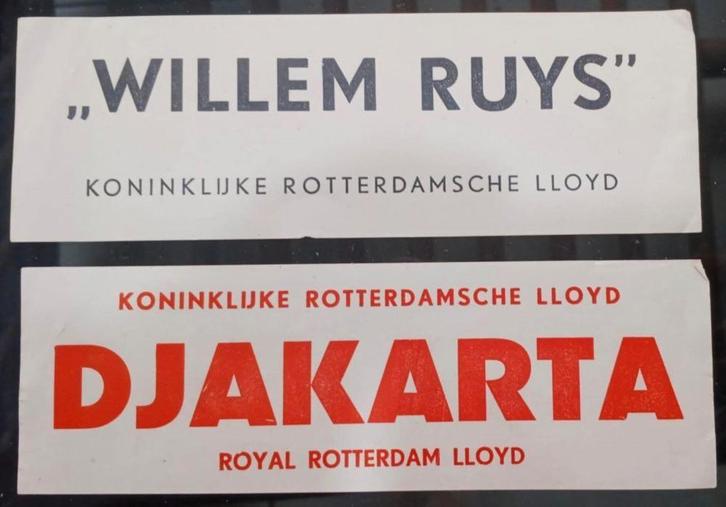 „WILLEM RUYS”
KONINKLIJKE ROTTERDAMSCHE LLOYD
KONINKLIJKE ROTTERDAMSCHE LLOYD
DJAKARTA
ROYAL ROTTERDAM LLOYD